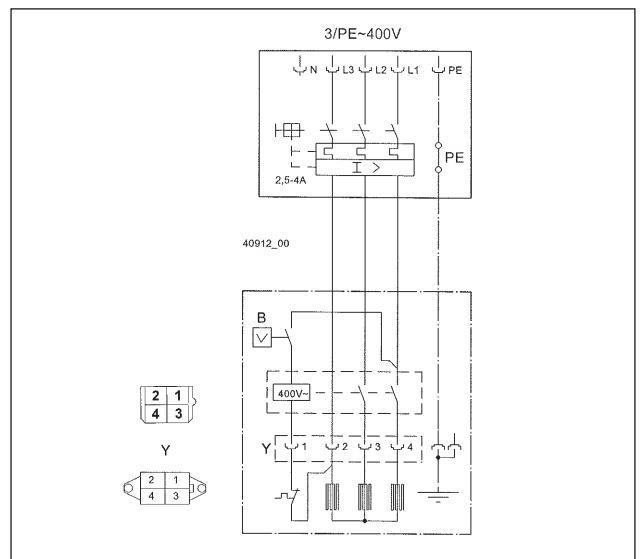 3/PE~400V
N L3 L2 L1 PE
PE
I >
2,5-4A
40912_00
B
400V~
2 1
4 3
Y 1 2 3 4
Y
2 1
4 3